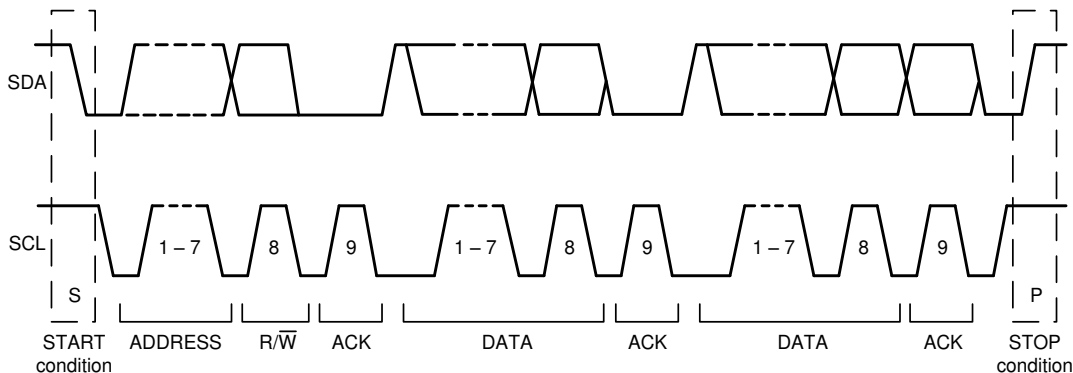 SDA
SCL
1 – 7
8
9
1 – 7
8
9
1 – 7
8
9
S
P
START
condition
ADDRESS
R/W̅
ACK
DATA
ACK
DATA
ACK
STOP
condition